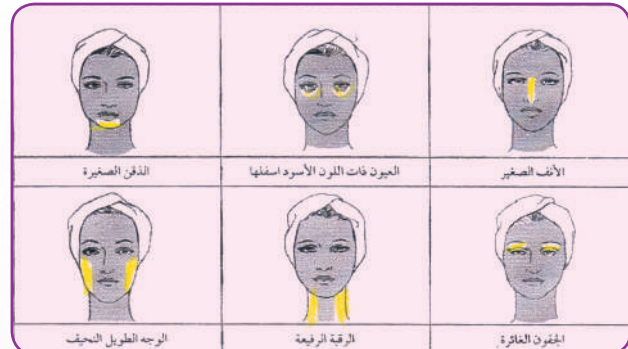 الأنف الصغير
العيون ذات اللون الأسود اسفلها
الذقن الصغيرة
الجفون الغائرة
الرقبة الرفيعة
الوجه الطويل النحيف